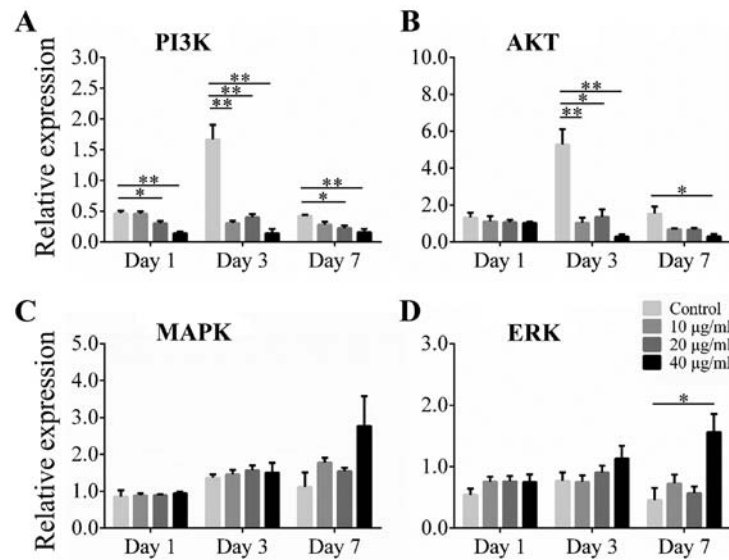 A
PI3K
Relative expression
3.0
2.5
2.0
1.5
1.0
0.5
0.0
**
**
**
**
*
**
*
Day 1
Day 3
Day 7
B
AKT
10.0
8.0
6.0
4.0
2.0
0.0
**
*
**
*
Day 1
Day 3
Day 7
C
MAPK
Relative expression
5.0
4.0
3.0
2.0
1.0
0.0
Day 1
Day 3
Day 7
D
ERK
3.0
2.0
1.0
0.0
Control
10 µg/ml
20 µg/ml
40 µg/ml
*
Day 1
Day 3
Day 7